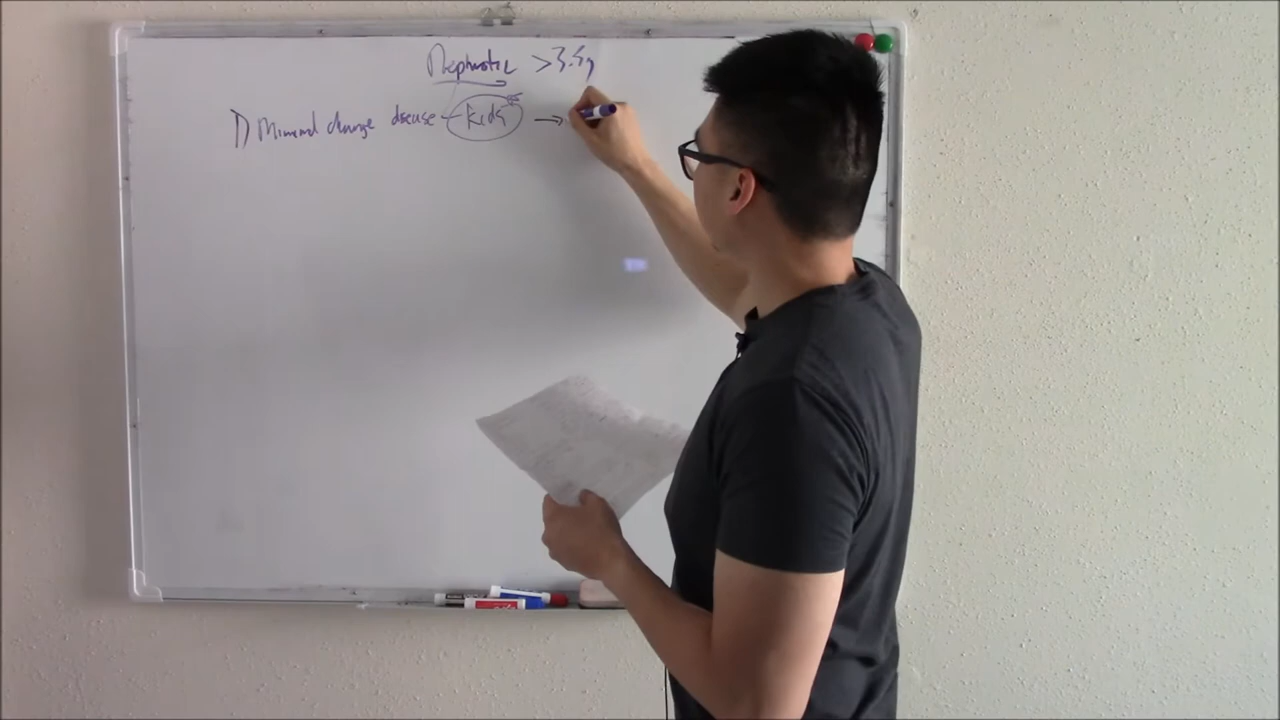 Nephrotic >3.5g
1) Minimal change disease - kids →